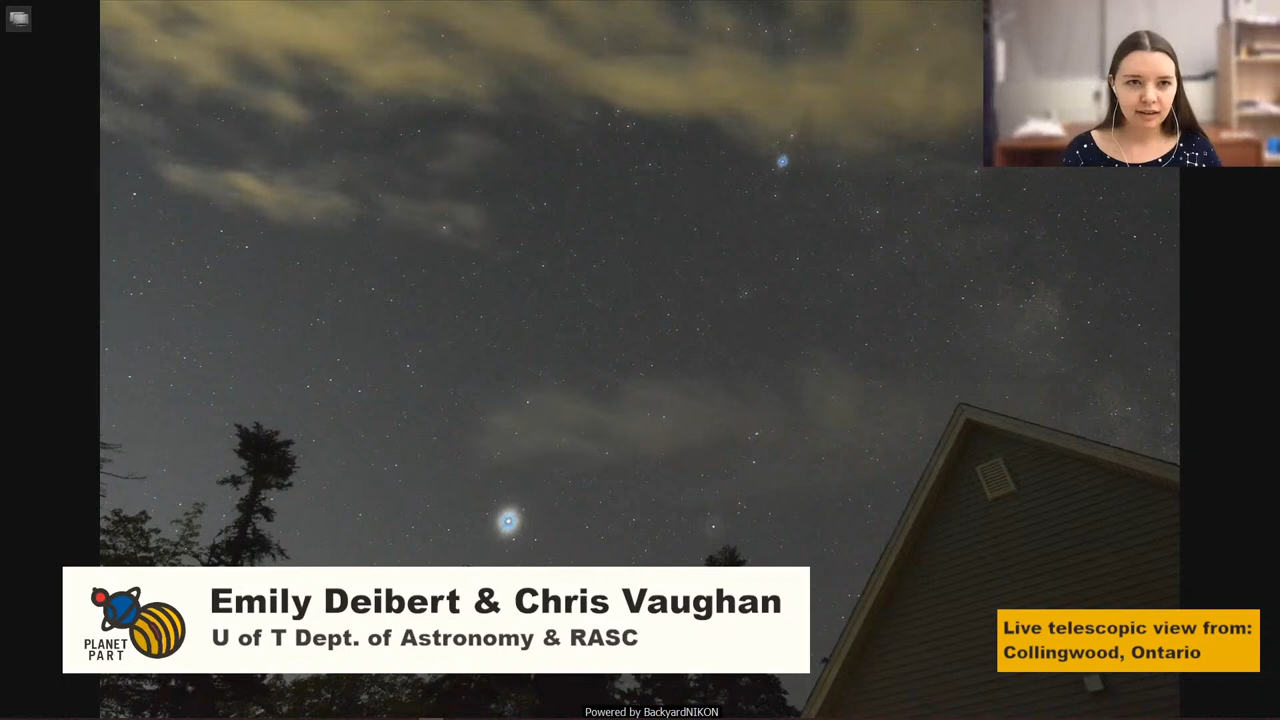 Emily Deibert & Chris Vaughan
U of T Dept. of Astronomy & RASC
PLANET
PART
Live telescopic view from:
Collingwood, Ontario
Powered by BackyardNIKON